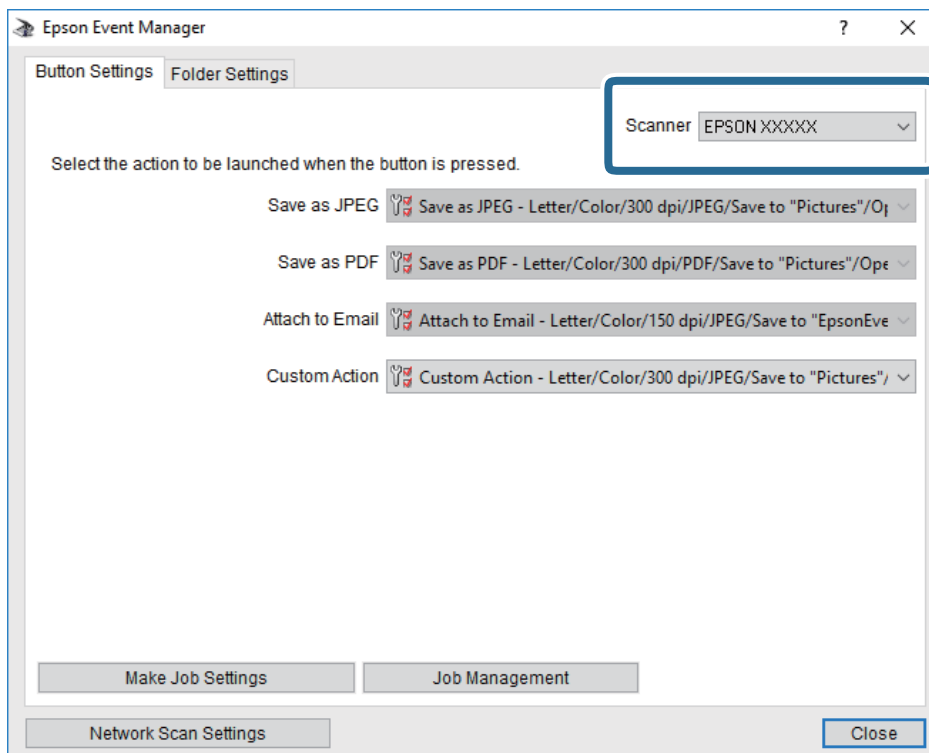 Epson Event Manager
Button Settings Folder Settings
Scanner EPSON XXXXX
Select the action to be launched when the button is pressed.
Save as JPEG Save as JPEG - Letter/Color/300 dpi/JPEG/Save to "Pictures"/Op
Save as PDF Save as PDF - Letter/Color/300 dpi/PDF/Save to "Pictures"/Ope
Attach to Email Attach to Email - Letter/Color/150 dpi/JPEG/Save to "EpsonEve
Custom Action Custom Action - Letter/Color/300 dpi/JPEG/Save to "Pictures"/
Make Job Settings Job Management
Network Scan Settings Close